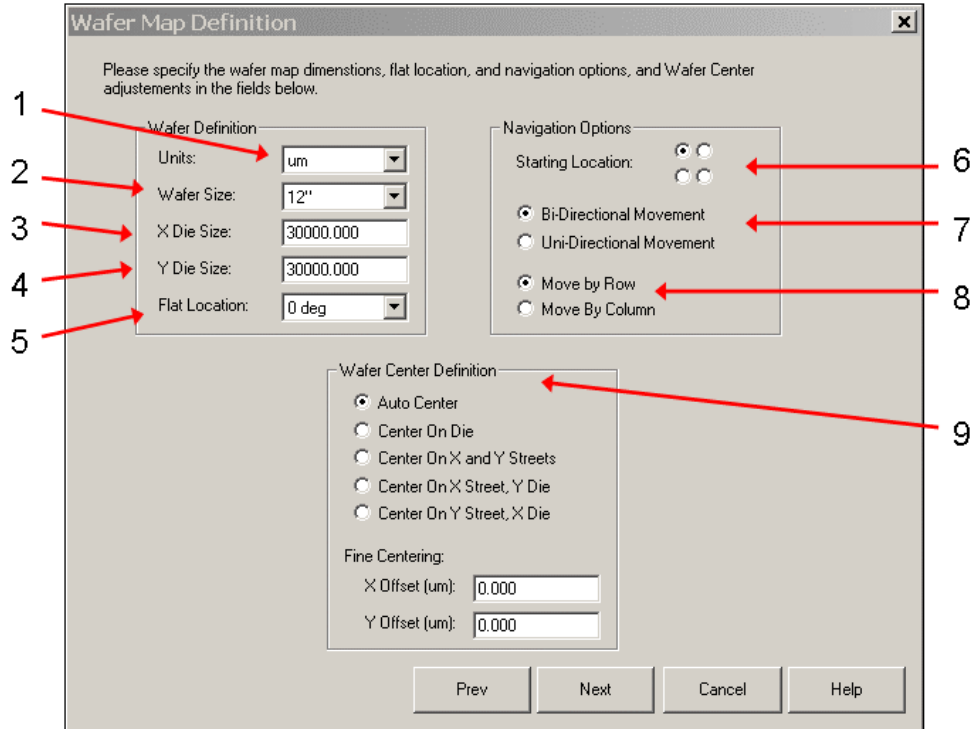 Wafer Map Definition
Please specify the wafer map dimenstions, flat location, and navigation options, and Wafer Center
adjustements in the fields below.
1
2
3
4
5
Wafer Definition
Units: um
Wafer Size: 12"
X Die Size: 30000.000
Y Die Size: 30000.000
Flat Location: 0 deg
Navigation Options
Starting Location:
Bi-Directional Movement
Uni-Directional Movement
Move by Row
Move By Column
6
7
8
9
Wafer Center Definition
Auto Center
Center On Die
Center On X and Y Streets
Center On X Street, Y Die
Center On Y Street, X Die
Fine Centering:
X Offset (um): 0.000
Y Offset (um): 0.000
Prev Next Cancel Help